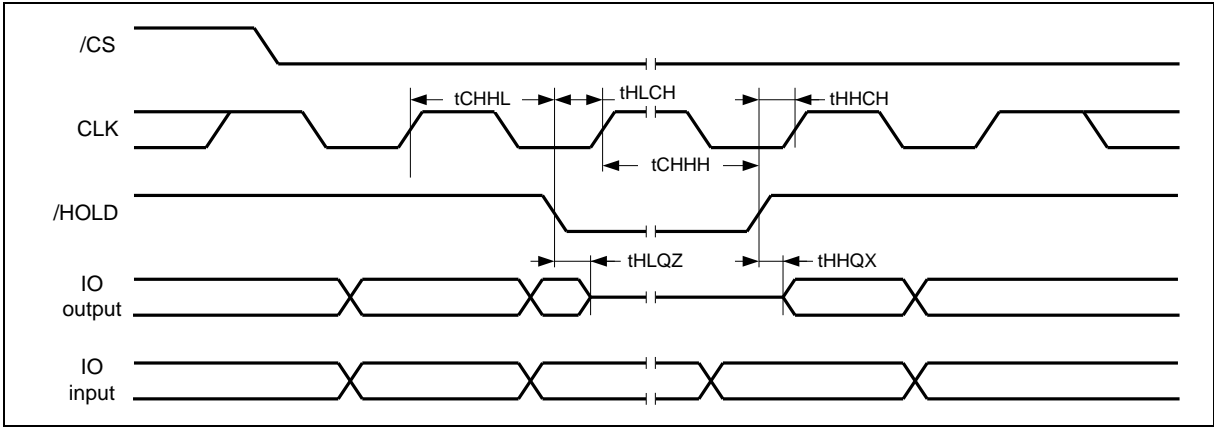 /CS
tCHHL
tHLCH
tHHCH
CLK
tCHHH
/HOLD
tHLQZ
tHHQX
IO
output
IO
input